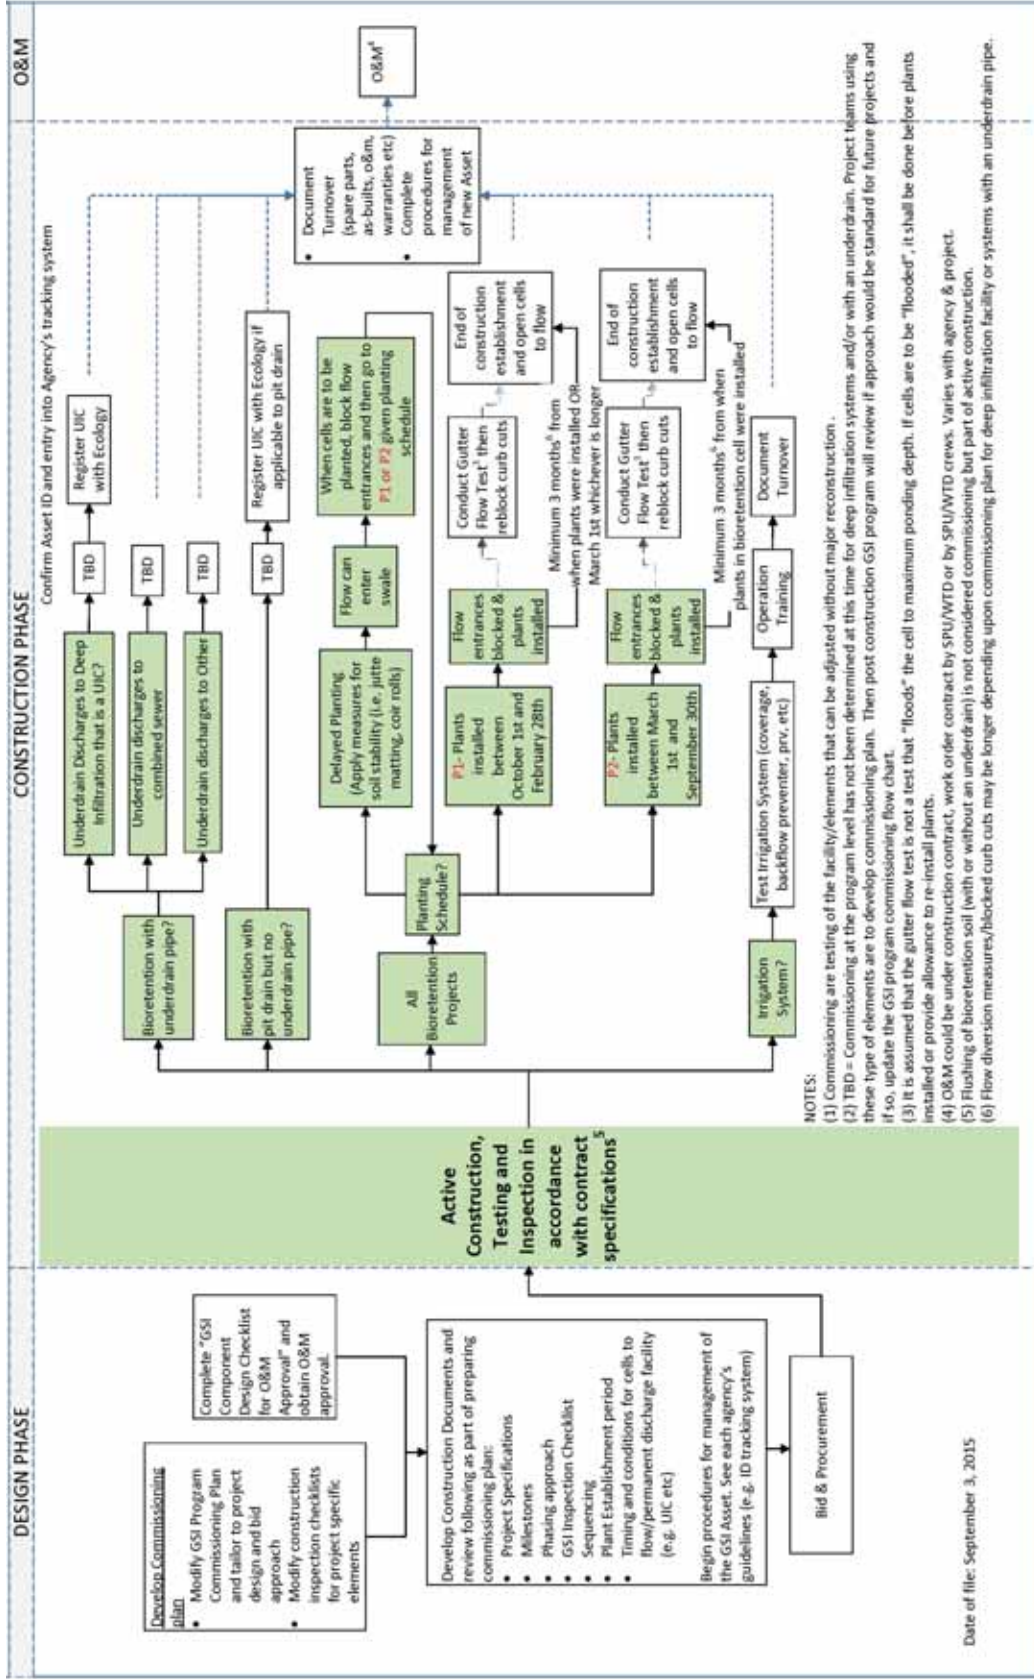 DESIGN PHASE
CONSTRUCTION PHASE
O&M
Develop Commissioning
plan
• Modify GSI Program
Commissioning Plan
and tailor to project
design and bid
approach
• Modify construction
inspection checklists
for project specific
elements
Complete "GSI
Component
Design Checklist
for O&M
Approval" and
obtain O&M
approval.
Develop Construction Documents and
review following as part of preparing
commissioning plan:
• Project Specifications
• Milestones
• Phasing approach
• GSI Inspection Checklist
• Sequencing
• Plant Establishment period
• Timing and conditions for cells to
flow/permanent discharge facility
(e.g. UIC etc)
Begin procedures for management of
the GSI Asset. See each agency's
guidelines (e.g. ID tracking system)
Bid & Procurement
Date of file: September 3, 2015
Active
Construction,
Testing and
Inspection in
accordance
with contract
specifications5
Confirm Asset ID and entry into Agency's tracking system
Bioretention with
underdrain pipe?
Underdrain Discharges to Deep
Infiltration that is a UIC?
TBD
Register UIC
with Ecology
Underdrain discharges to
combined sewer
TBD
Underdrain discharges to Other
TBD
Bioretention with
pit drain but no
underdrain pipe?
TBD
Register UIC with Ecology if
applicable to pit drain
All
Bioretention
Projects
Planting
Schedule?
Delayed Planting
(Apply measures for
soil stability (i.e. jutte
matting, coir rolls)
Flow can
enter
swale
When cells are to be
planted, block flow
entrances and then go to
P1 or P2 given planting
schedule
P1- Plants
installed
between
October 1st and
February 28th
Flow
entrances
blocked &
plants
installed
Conduct Gutter
Flow Test3 then
reblock curb cuts
End of
construction
establishment
and open cells
to flow
Minimum 3 months6 from
when plants were installed OR
March 1st whichever is longer
P2- Plants
installed
between March
1st and
September 30th
Flow
entrances
blocked &
plants
installed
Conduct Gutter
Flow Test3 then
reblock curb cuts
End of
construction
establishment
and open cells
to flow
Minimum 3 months6 from when
plants in bioretention cell were installed
Irrigation
System?
Test Irrigation System (coverage,
backflow preventer, prv, etc)
Operation
Training
Document
Turnover
• Document
Turnover
(spare parts,
as-builts, o&m,
warranties etc)
• Complete
procedures for
management
of new Asset
O&M4
NOTES:
(1) Commissioning are testing of the facility/elements that can be adjusted without major reconstruction.
(2) TBD = Commissioning at the program level has not been determined at this time for deep infiltration systems and/or with an underdrain. Project teams using
these type of elements are to develop commissioning plan. Then post construction GSI program will review if approach would be standard for future projects and
if so, update the GSI program commissioning flow chart.
(3) It is assumed that the gutter flow test is not a test that "floods" the cell to maximum ponding depth. If cells are to be "flooded", it shall be done before plants
installed or provide allowance to re-install plants.
(4) O&M could be under construction contract, work order contract by SPU/WTD or by SPU/WTD crews. Varies with agency & project.
(5) Flushing of bioretention soil (with or without an underdrain) is not considered commissioning but part of active construction.
(6) Flow diversion measures/blocked curb cuts may be longer depending upon commissioning plan for deep infiltration facility or systems with an underdrain pipe.